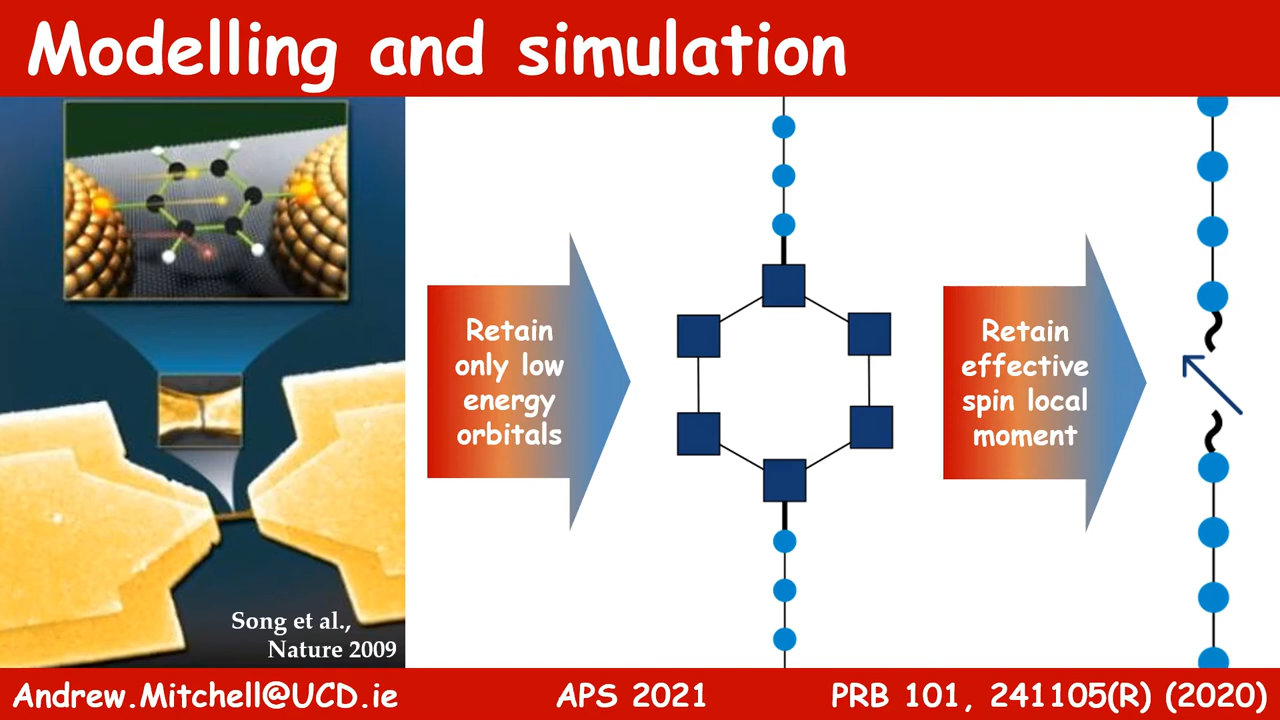 Modelling and simulation
Retain
only low
energy
orbitals
Retain
effective
spin local
moment
Song et al.,
Nature 2009
Andrew.Mitchell@UCD.ie
APS 2021
PRB 101, 241105(R) (2020)